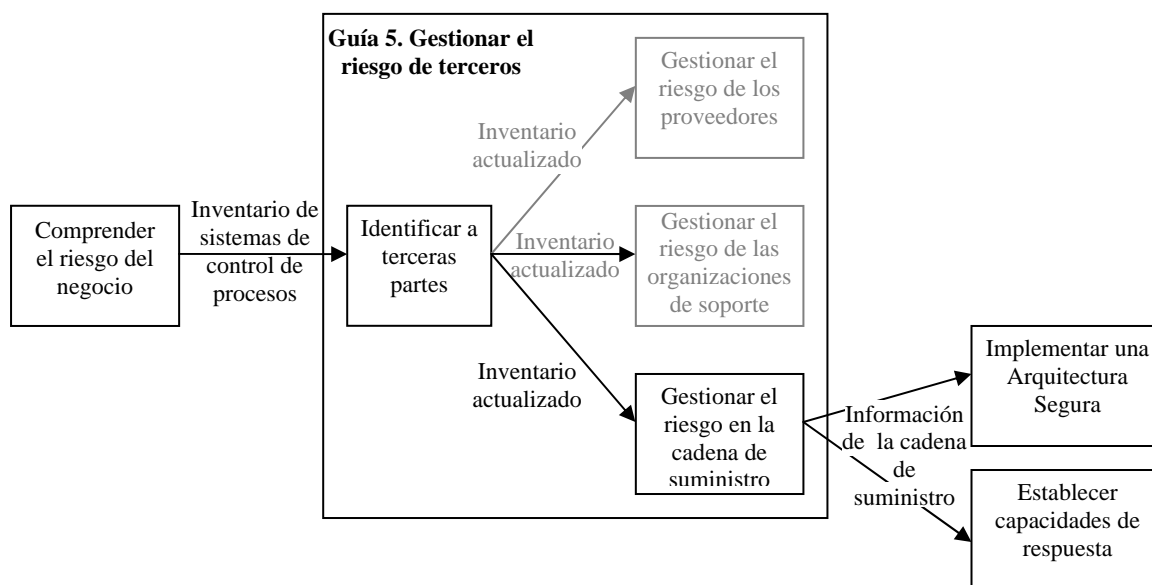 Guía 5. Gestionar el
riesgo de terceros
Gestionar el
riesgo de los
proveedores
Inventario
actualizado
Comprender
el riesgo del
negocio
Inventario de
sistemas de
control de
procesos
Identificar a
terceras
partes
Inventario
actualizado
Gestionar el
riesgo de las
organizaciones
de soporte
Inventario
actualizado
Gestionar el
riesgo en la
cadena de
suministro
Información
de la cadena
de
suministro
Implementar una
Arquitectura
Segura
Establecer
capacidades de
respuesta